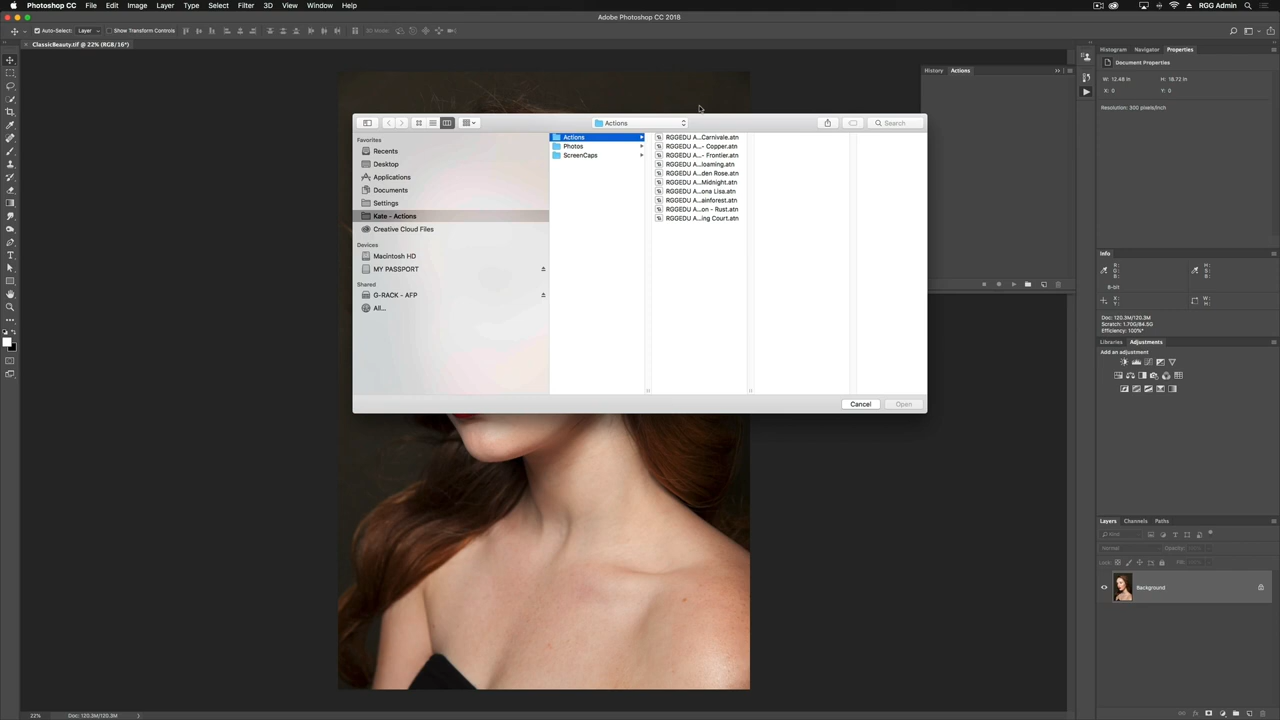 Photoshop CC File Edit Image Layer Type Select Filter 3D View Window Help RGG Admin
Adobe Photoshop CC 2018
Auto-Select: Layer Show Transform Controls 3D Mode:
ClassicBeauty.tif @ 22% (RGB/16*)
History Actions
Histogram Navigator Properties
Document Properties
W: 12.48 in H: 18.72 in
X: 0 Y: 0
Resolution: 300 pixels/inch
Actions
Search
Favorites
Recents
Desktop
Applications
Documents
Settings
Kate - Actions
Creative Cloud Files
Devices
Macintosh HD
MY PASSPORT
Shared
G-RACK - AFP
All...
Actions
Photos
ScreenCaps
RGGEDU A...Carnivale.atn
RGGEDU A...- Copper.atn
RGGEDU A...- Frontier.atn
RGGEDU A...loaming.atn
RGGEDU A...den Rose.atn
RGGEDU A...Midnight.atn
RGGEDU A...ona Lisa.atn
RGGEDU A...ainforest.atn
RGGEDU A...on - Rust.atn
RGGEDU A...ing Court.atn
Cancel Open
Info
R: H:
G: S:
B: B:
8-bit
X: W:
Y: H:
Doc: 120.3M/120.3M
Scratch: 1.70G/84.5G
Efficiency: 100%*
Libraries Adjustments
Add an adjustment
Layers Channels Paths
Kind
Normal Opacity:
Lock: Fill:
Background
22% Doc: 120.3M/120.3M